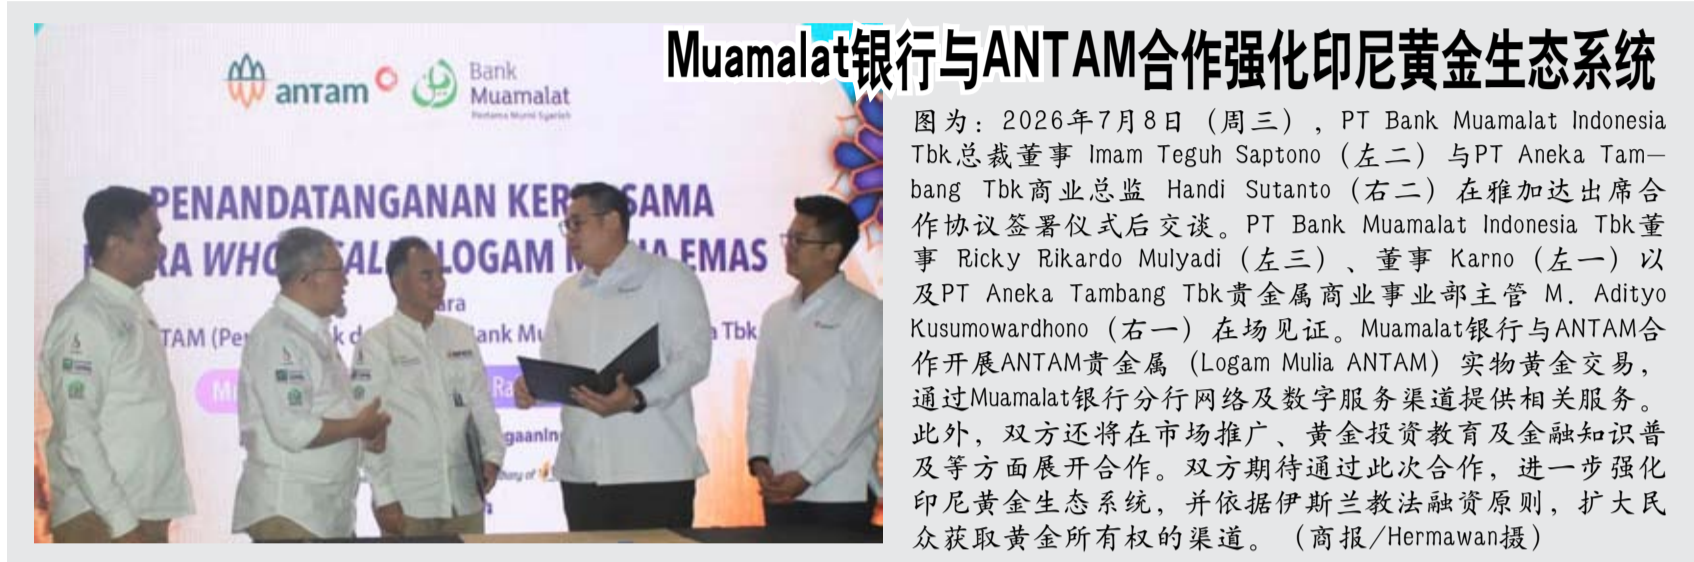 Muamalat银行与ANTAM合作强化印尼黄金生态系统
antam
Bank
Muamalat
Pertama Murni Syariah
PENANDATANGANAN KER SAMA
RA WHO SAL LOGAM M IA EMAS
ara
TAM (Per k d ank Mu a Tbk
图为：2026年7月8日（周三），PT Bank Muamalat Indonesia
Tbk总裁董事 Imam Teguh Saptono（左二）与PT Aneka Tam-
bang Tbk商业总监 Handi Sutanto（右二）在雅加达出席合
作协议签署仪式后交谈。PT Bank Muamalat Indonesia Tbk董
事 Ricky Rikardo Mulyadi（左三）、董事 Karno（左一）以
及PT Aneka Tambang Tbk贵金属商业事业部主管 M. Adityo
Kusumowardhono（右一）在场见证。Muamalat银行与ANTAM合
作开展ANTAM贵金属（Logam Mulia ANTAM）实物黄金交易，
通过Muamalat银行分行网络及数字服务渠道提供相关服务。
此外，双方还将在市场推广、黄金投资教育及金融知识普
及等方面展开合作。双方期待通过此次合作，进一步强化
印尼黄金生态系统，并依据伊斯兰教法融资原则，扩大民
众获取黄金所有权的渠道。（商报/Hermawan摄）